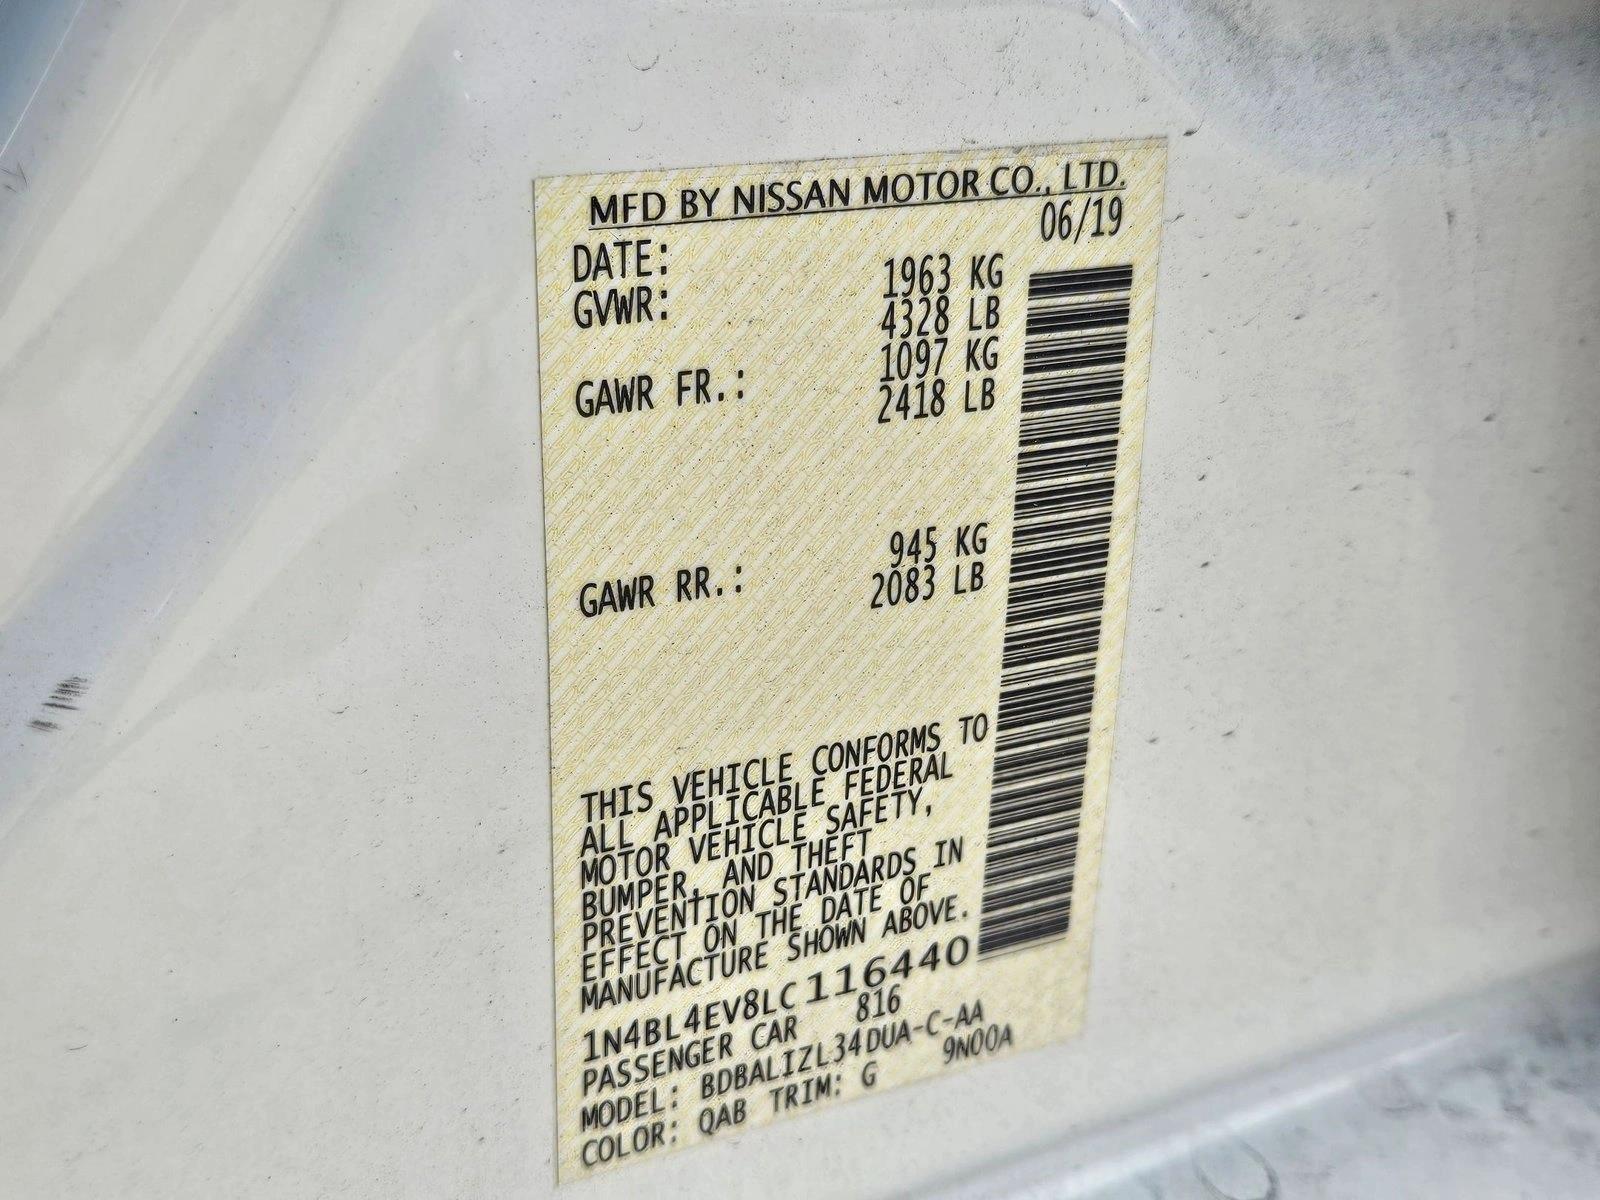 MFD BY NISSAN MOTOR CO., LTD.
DATE: 06/19
GVWR: 1963 KG
4328 LB
GAWR FR.: 1097 KG
2418 LB
GAWR RR.: 945 KG
2083 LB
THIS VEHICLE CONFORMS TO
ALL APPLICABLE FEDERAL
MOTOR VEHICLE SAFETY,
BUMPER, AND THEFT
PREVENTION STANDARDS IN
EFFECT ON THE DATE OF
MANUFACTURE SHOWN ABOVE.
1N4BL4EV8LC116440
PASSENGER CAR 816
MODEL: BDBALIZL34DUA-C-AA
COLOR: QAB TRIM: G 9N00A